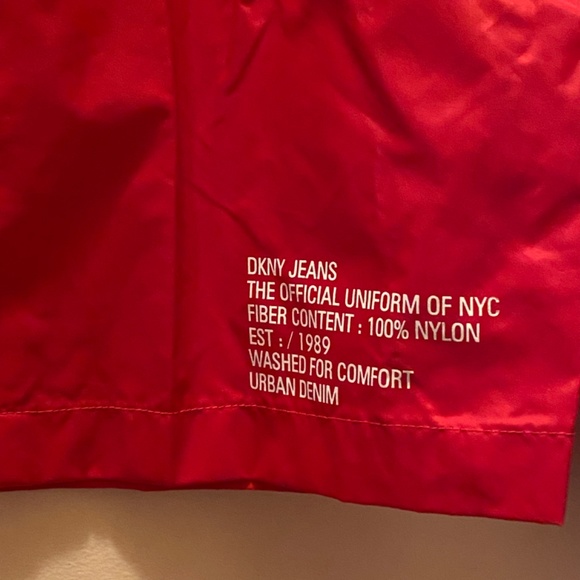 DKNY JEANS
THE OFFICIAL UNIFORM OF NYC
FIBER CONTENT : 100% NYLON
EST : / 1989
WASHED FOR COMFORT
URBAN DENIM